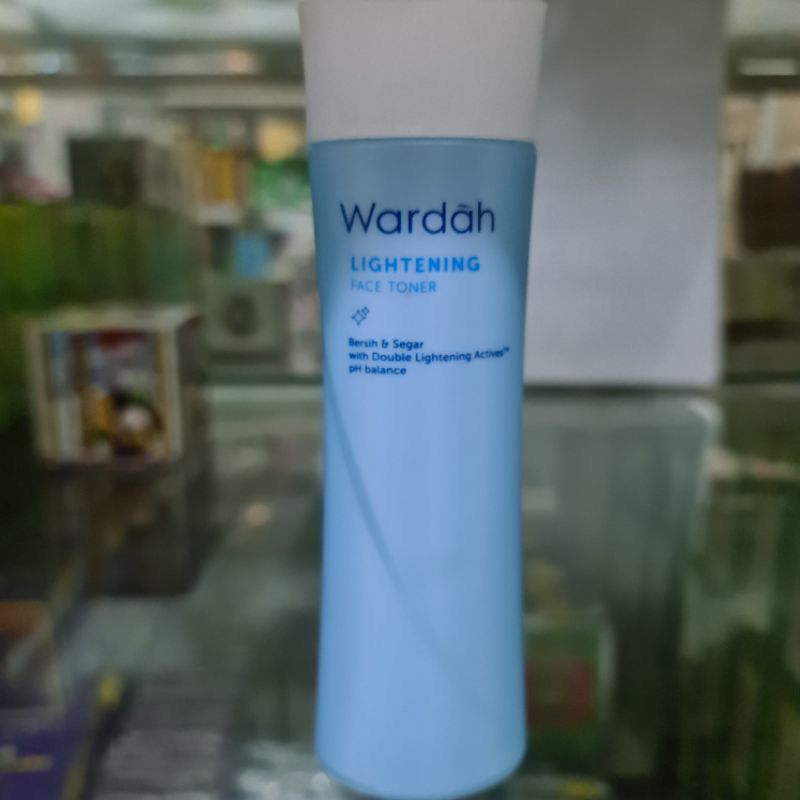 Wardah
LIGHTENING
FACE TONER
Bersih & Segar
with Double Lightening Actives™
pH balance